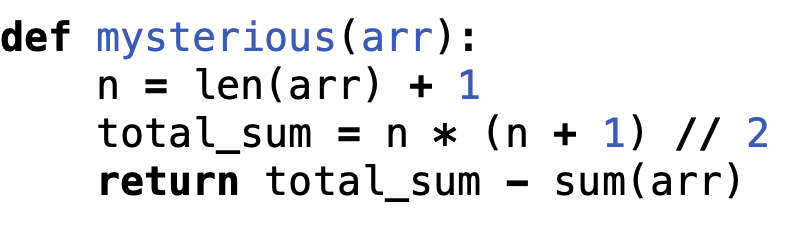 def mysterious(arr):
    n = len(arr) + 1
    total_sum = n * (n + 1) // 2
    return total_sum - sum(arr)